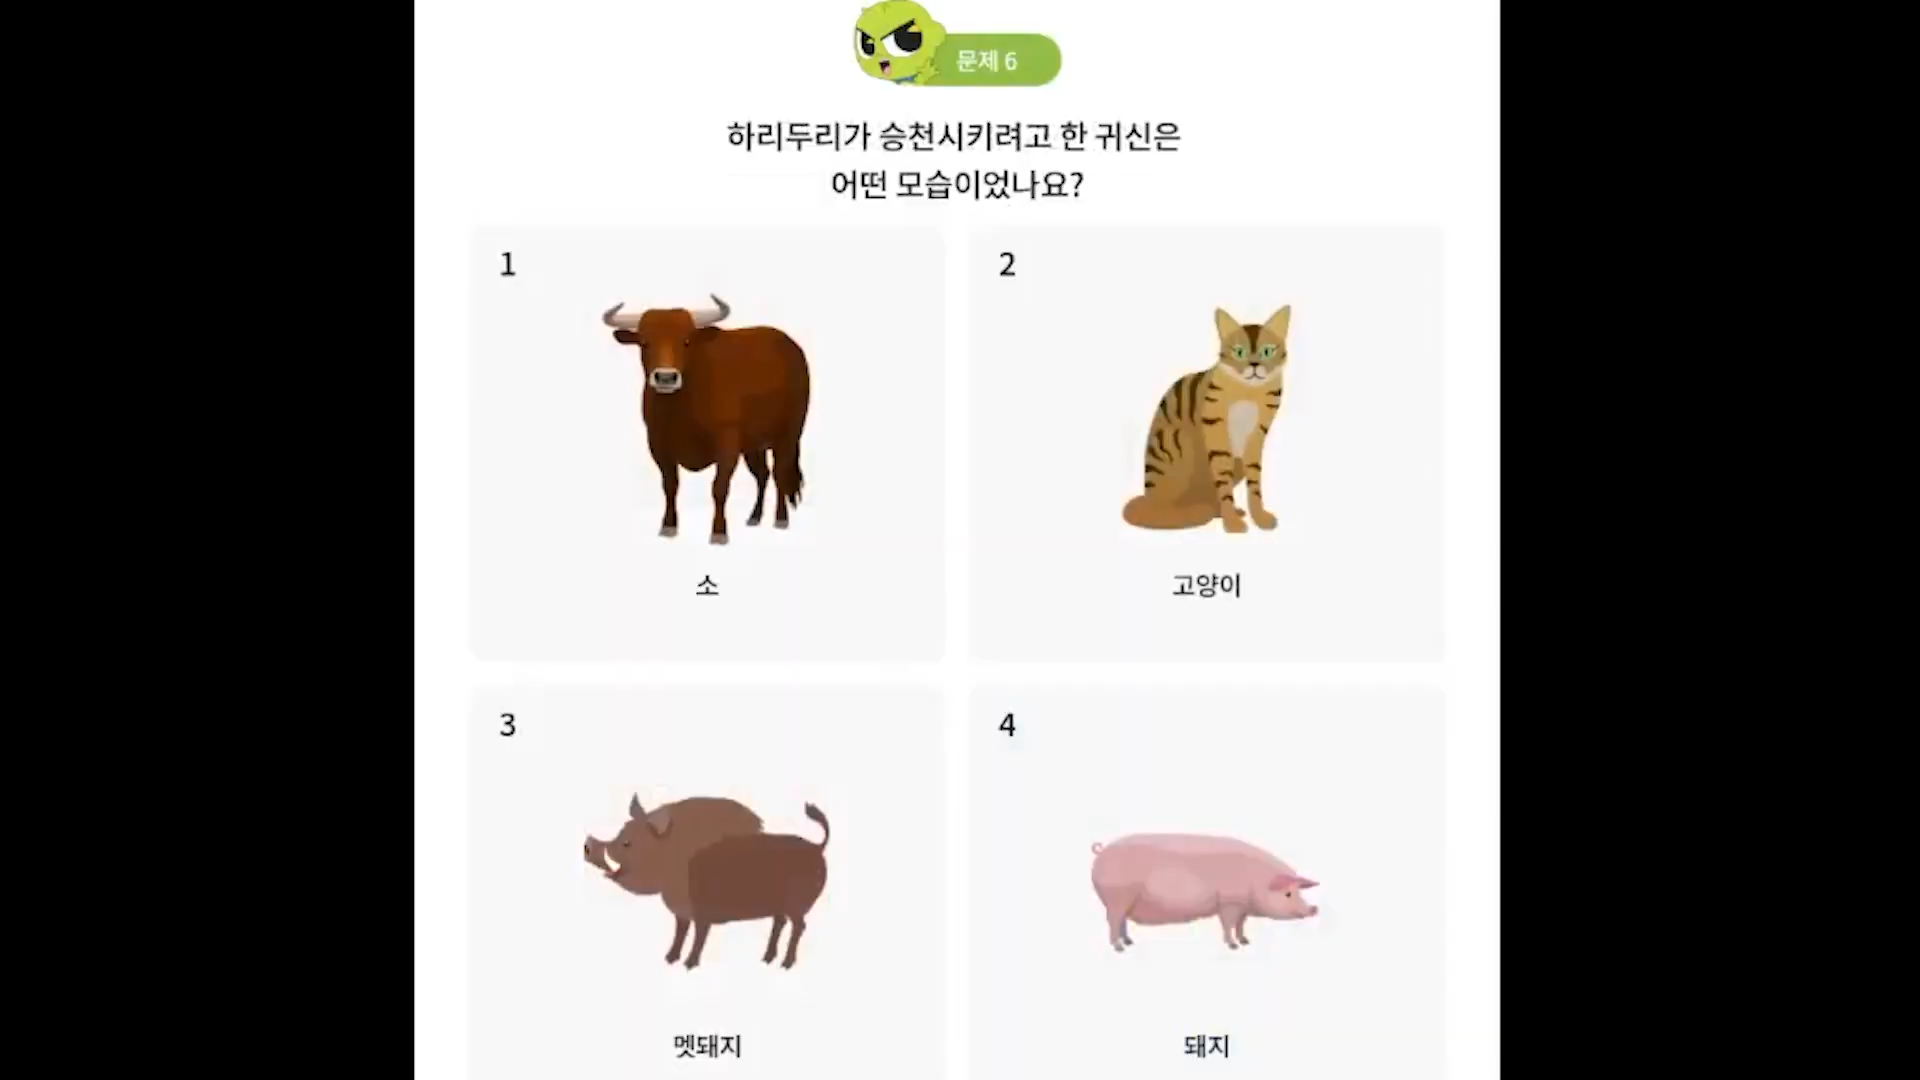 문제 6
하리두리가 승천시키려고 한 귀신은
어떤 모습이었나요?
1
2
소
고양이
3
4
멧돼지
돼지